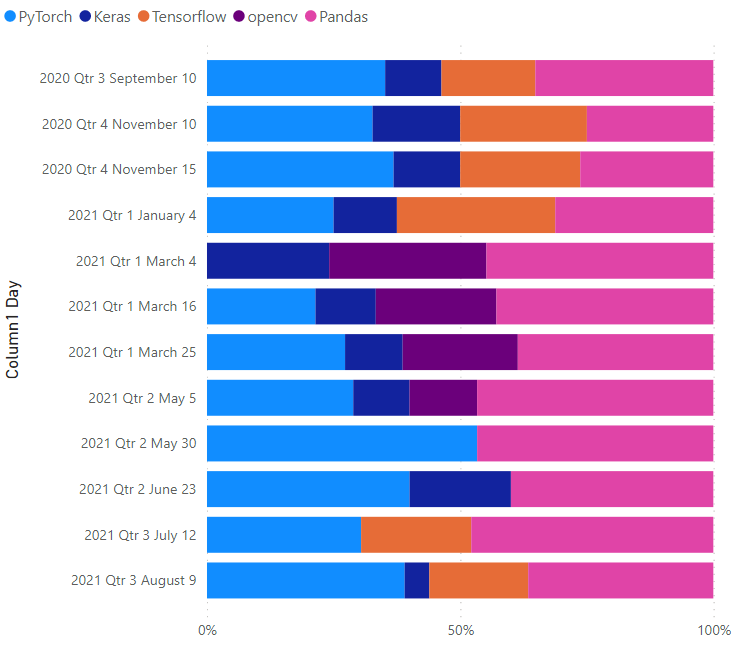 PyTorch Keras Tensorflow opencv Pandas
Column1 Day
2020 Qtr 3 September 10
2020 Qtr 4 November 10
2020 Qtr 4 November 15
2021 Qtr 1 January 4
2021 Qtr 1 March 4
2021 Qtr 1 March 16
2021 Qtr 1 March 25
2021 Qtr 2 May 5
2021 Qtr 2 May 30
2021 Qtr 2 June 23
2021 Qtr 3 July 12
2021 Qtr 3 August 9
0% 50% 100%